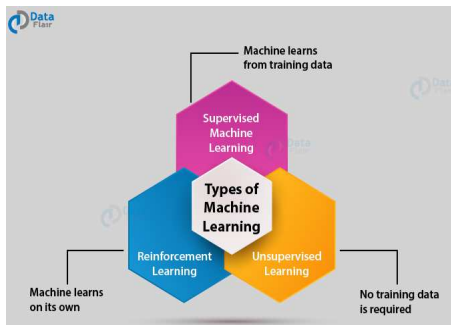 Data
Flair
Machine learns
from training data
Supervised
Machine
Learning
Types of
Machine
Learning
Reinforcement
Learning
Unsupervised
Learning
Machine learns
on its own
No training data
is required